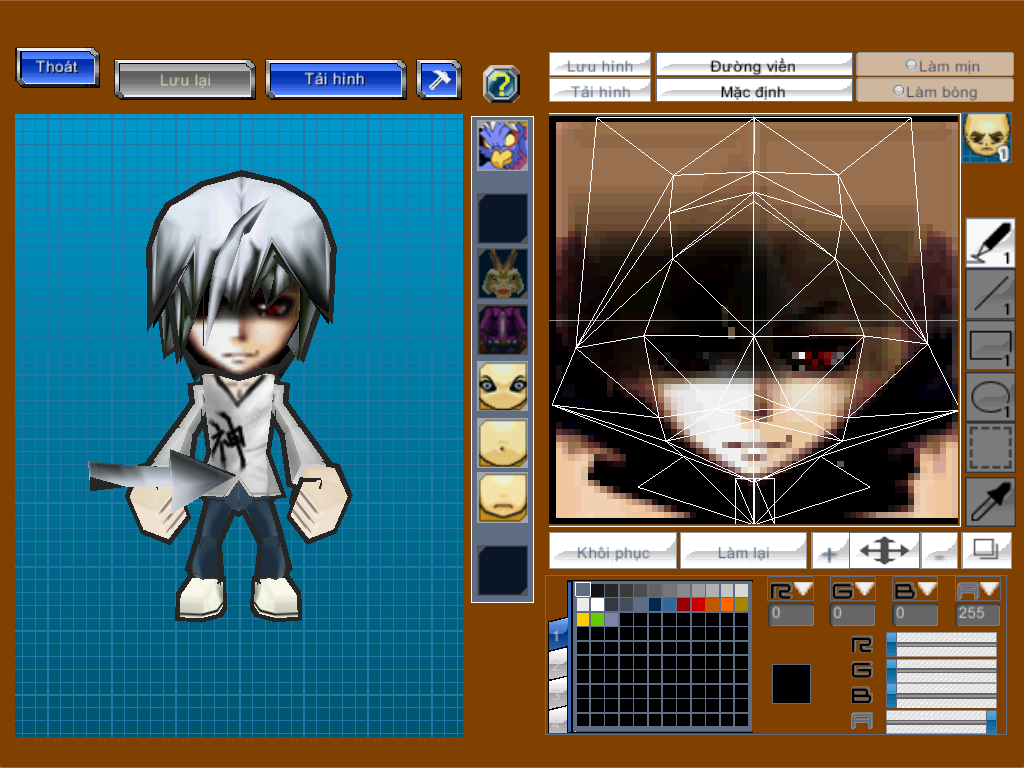 Thoát
Lưu lại
Tải hình
?
Lưu hình
Đường viền
Làm mịn
Tải hình
Mặc định
Làm bóng
1
神
1
1
1
1
Khôi phục
Làm lại
+
-
R
G
B
A
0
0
0
255
1
R
G
B
A